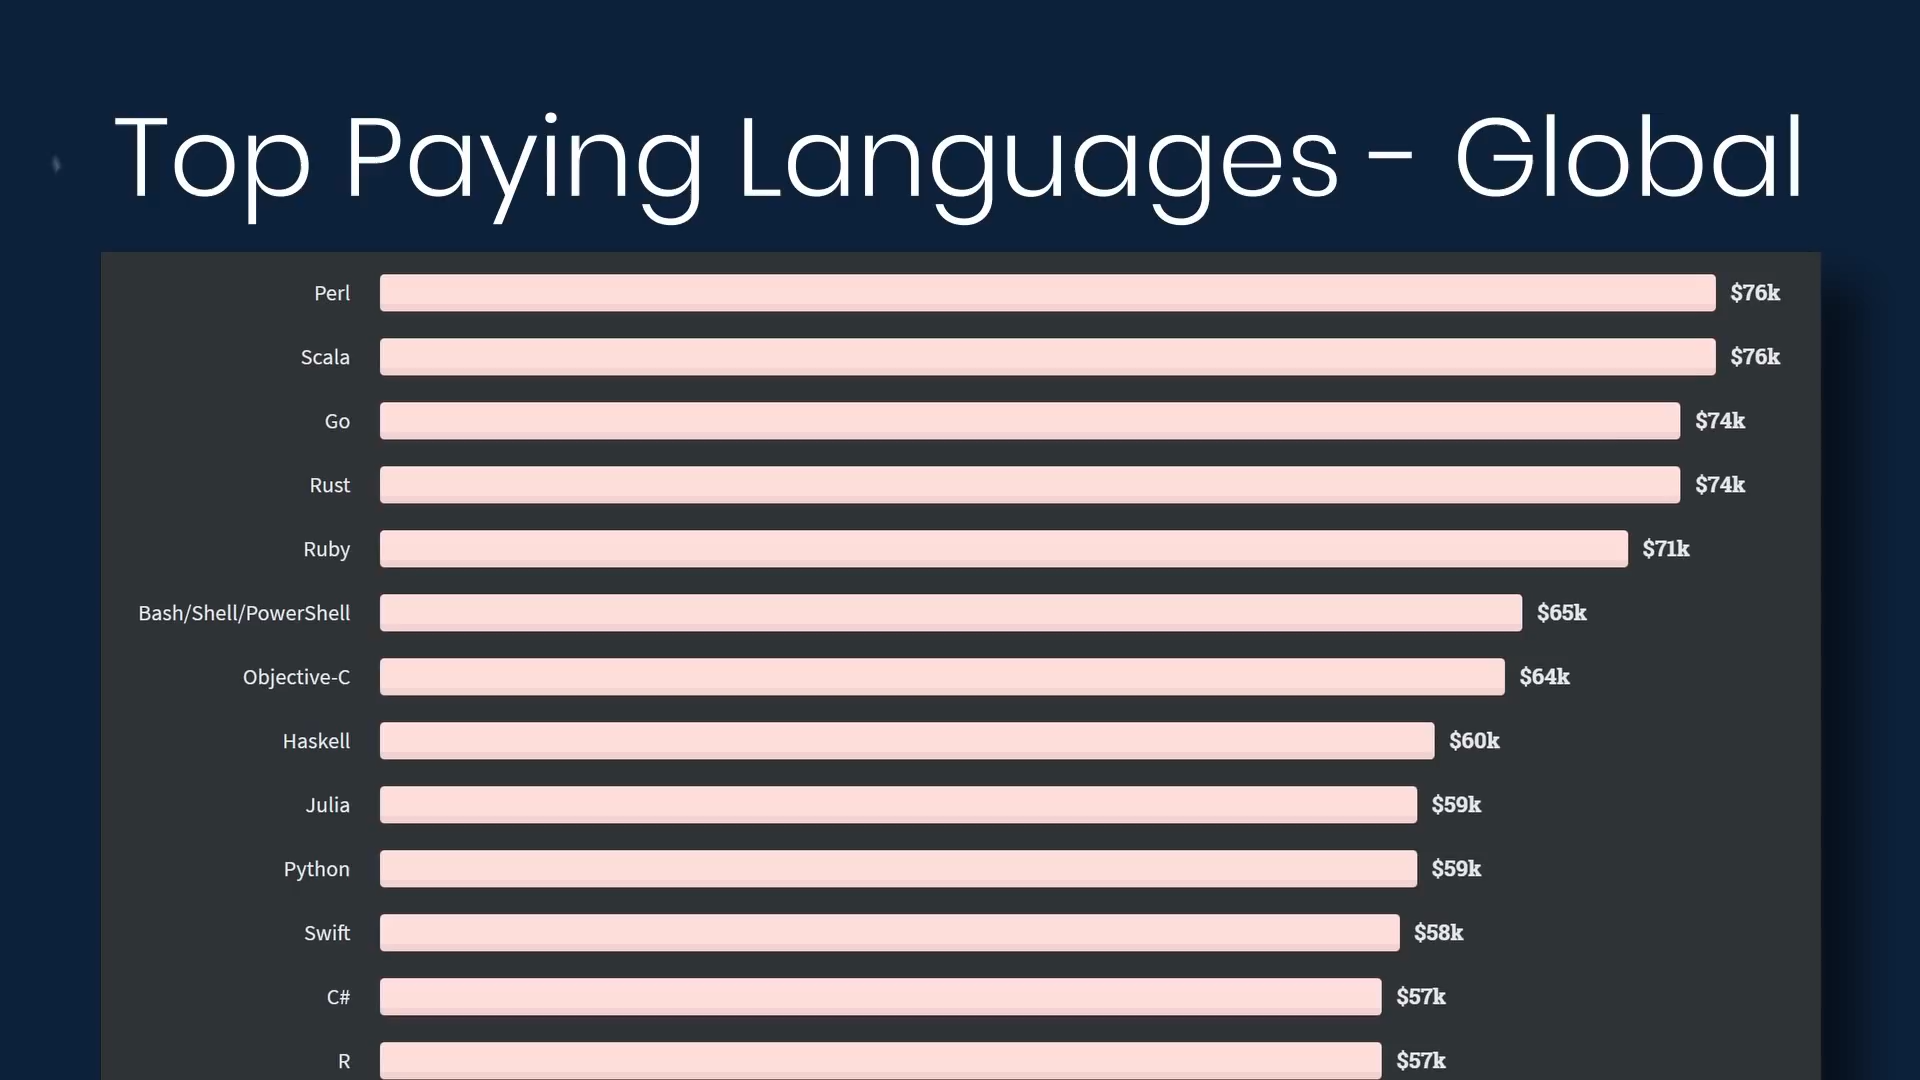 Top Paying Languages - Global
Perl $76k
Scala $76k
Go $74k
Rust $74k
Ruby $71k
Bash/Shell/PowerShell $65k
Objective-C $64k
Haskell $60k
Julia $59k
Python $59k
Swift $58k
C# $57k
R $57k